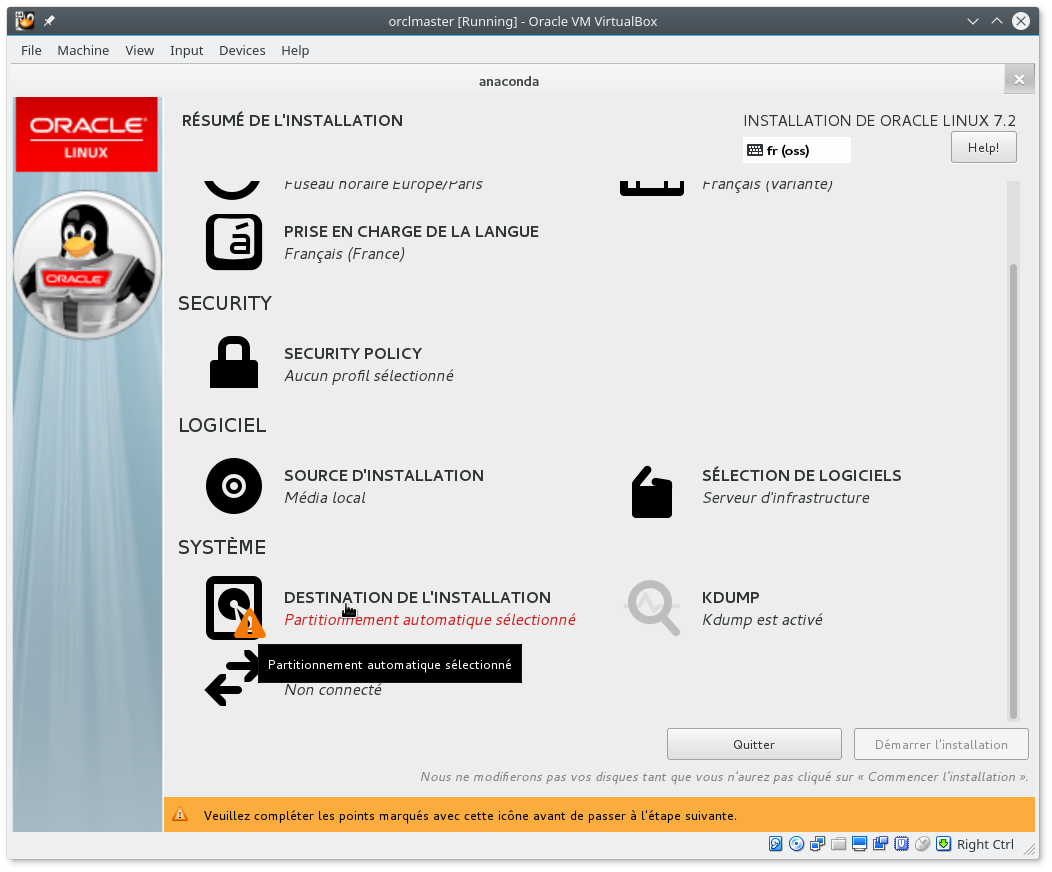 orclmaster [Running] - Oracle VM VirtualBox
File Machine View Input Devices Help
anaconda
ORACLE
LINUX
ORACLE
RÉSUMÉ DE L'INSTALLATION
INSTALLATION DE ORACLE LINUX 7.2
fr (oss)
Help!
Fuseau horaire Europe/Paris
Français (Variante)
PRISE EN CHARGE DE LA LANGUE
Français (France)
SECURITY
SECURITY POLICY
Aucun profil sélectionné
LOGICIEL
SOURCE D'INSTALLATION
Média local
SÉLECTION DE LOGICIELS
Serveur d'infrastructure
SYSTÈME
DESTINATION DE L'INSTALLATION
Partitionnement automatique sélectionné
KDUMP
Kdump est activé
Partitionnement automatique sélectionné
Non connecté
Quitter
Démarrer l'installation
Nous ne modifierons pas vos disques tant que vous n'aurez pas cliqué sur « Commencer l'installation ».
Veuillez compléter les points marqués avec cette icône avant de passer à l'étape suivante.
Right Ctrl